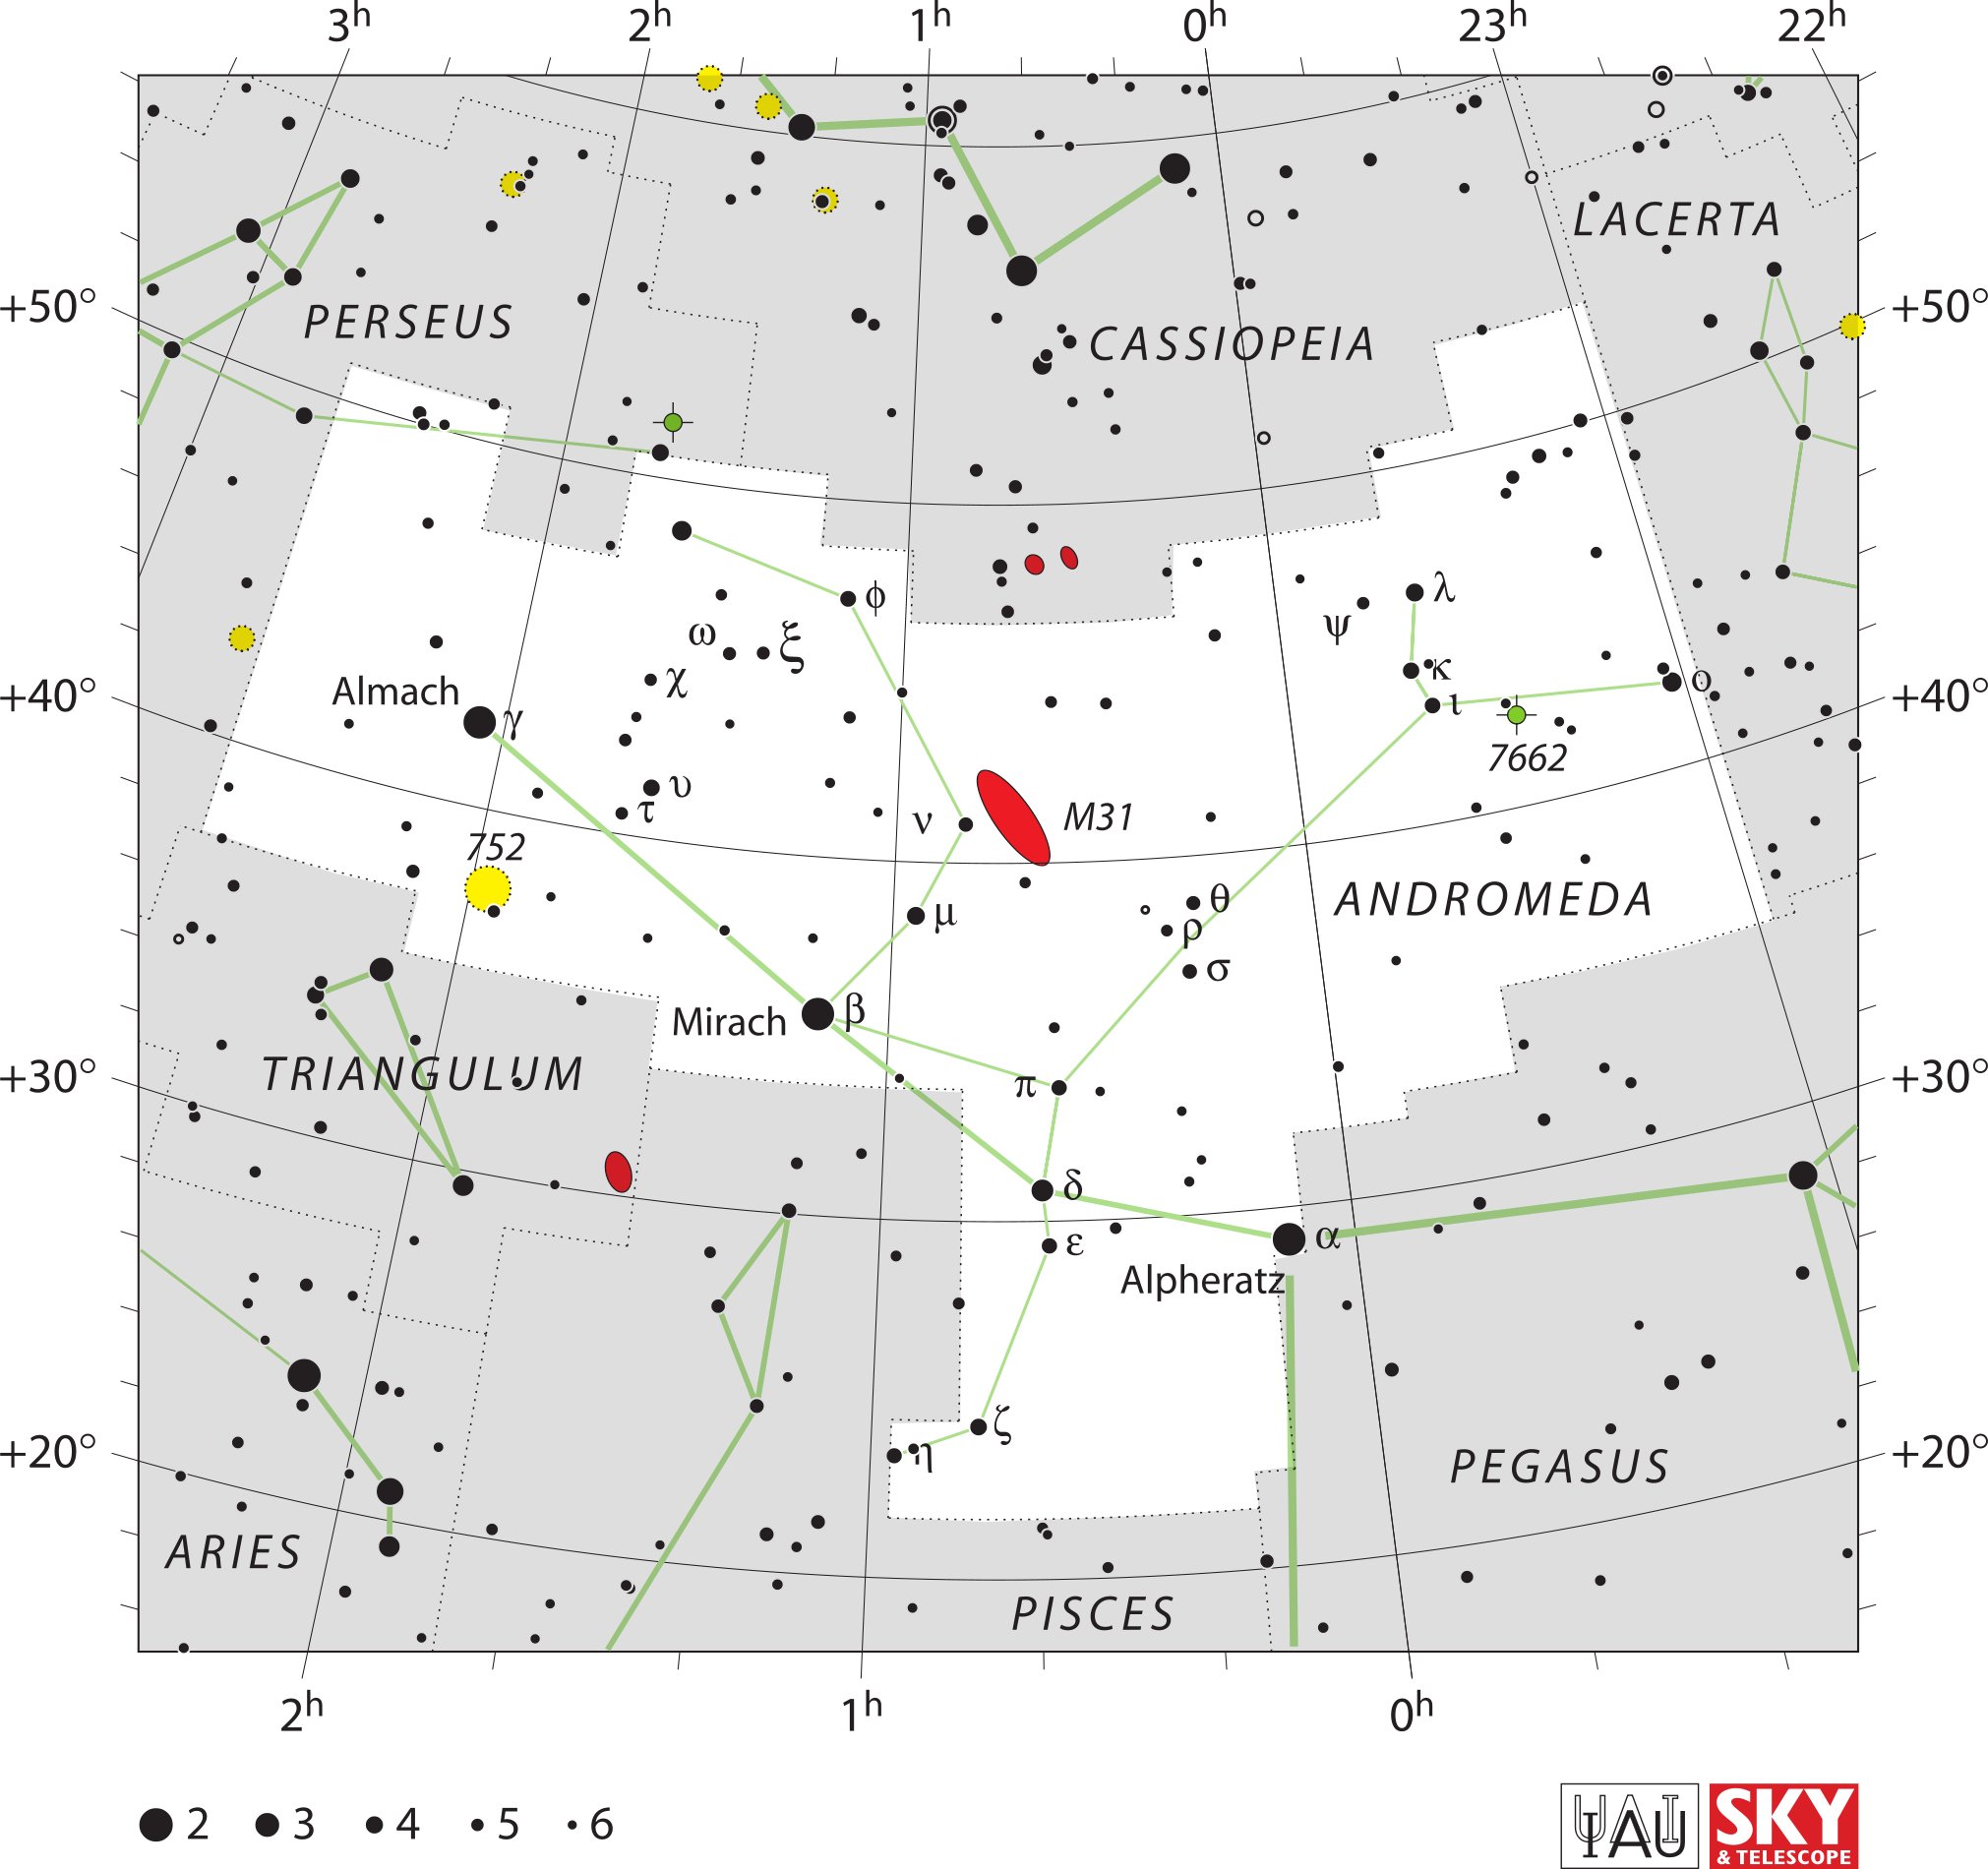 3h 2h 1h 0h 23h 22h
LACERTA
+50° PERSEUS CASSIOPEIA +50°
λ
ϕ ψ
ω ξ
κ
χ ο
+40° Almach γ ι +40°
7662
υ
τ ν M31
752
θ ANDROMEDA
μ ρ
σ
β
Mirach
+30° TRIANGULUM π +30°
δ
ε α
Alpheratz
ζ
+20° η PEGASUS +20°
ARIES
PISCES
2h 1h 0h
2 3 4 5 6
IAU SKY
& TELESCOPE